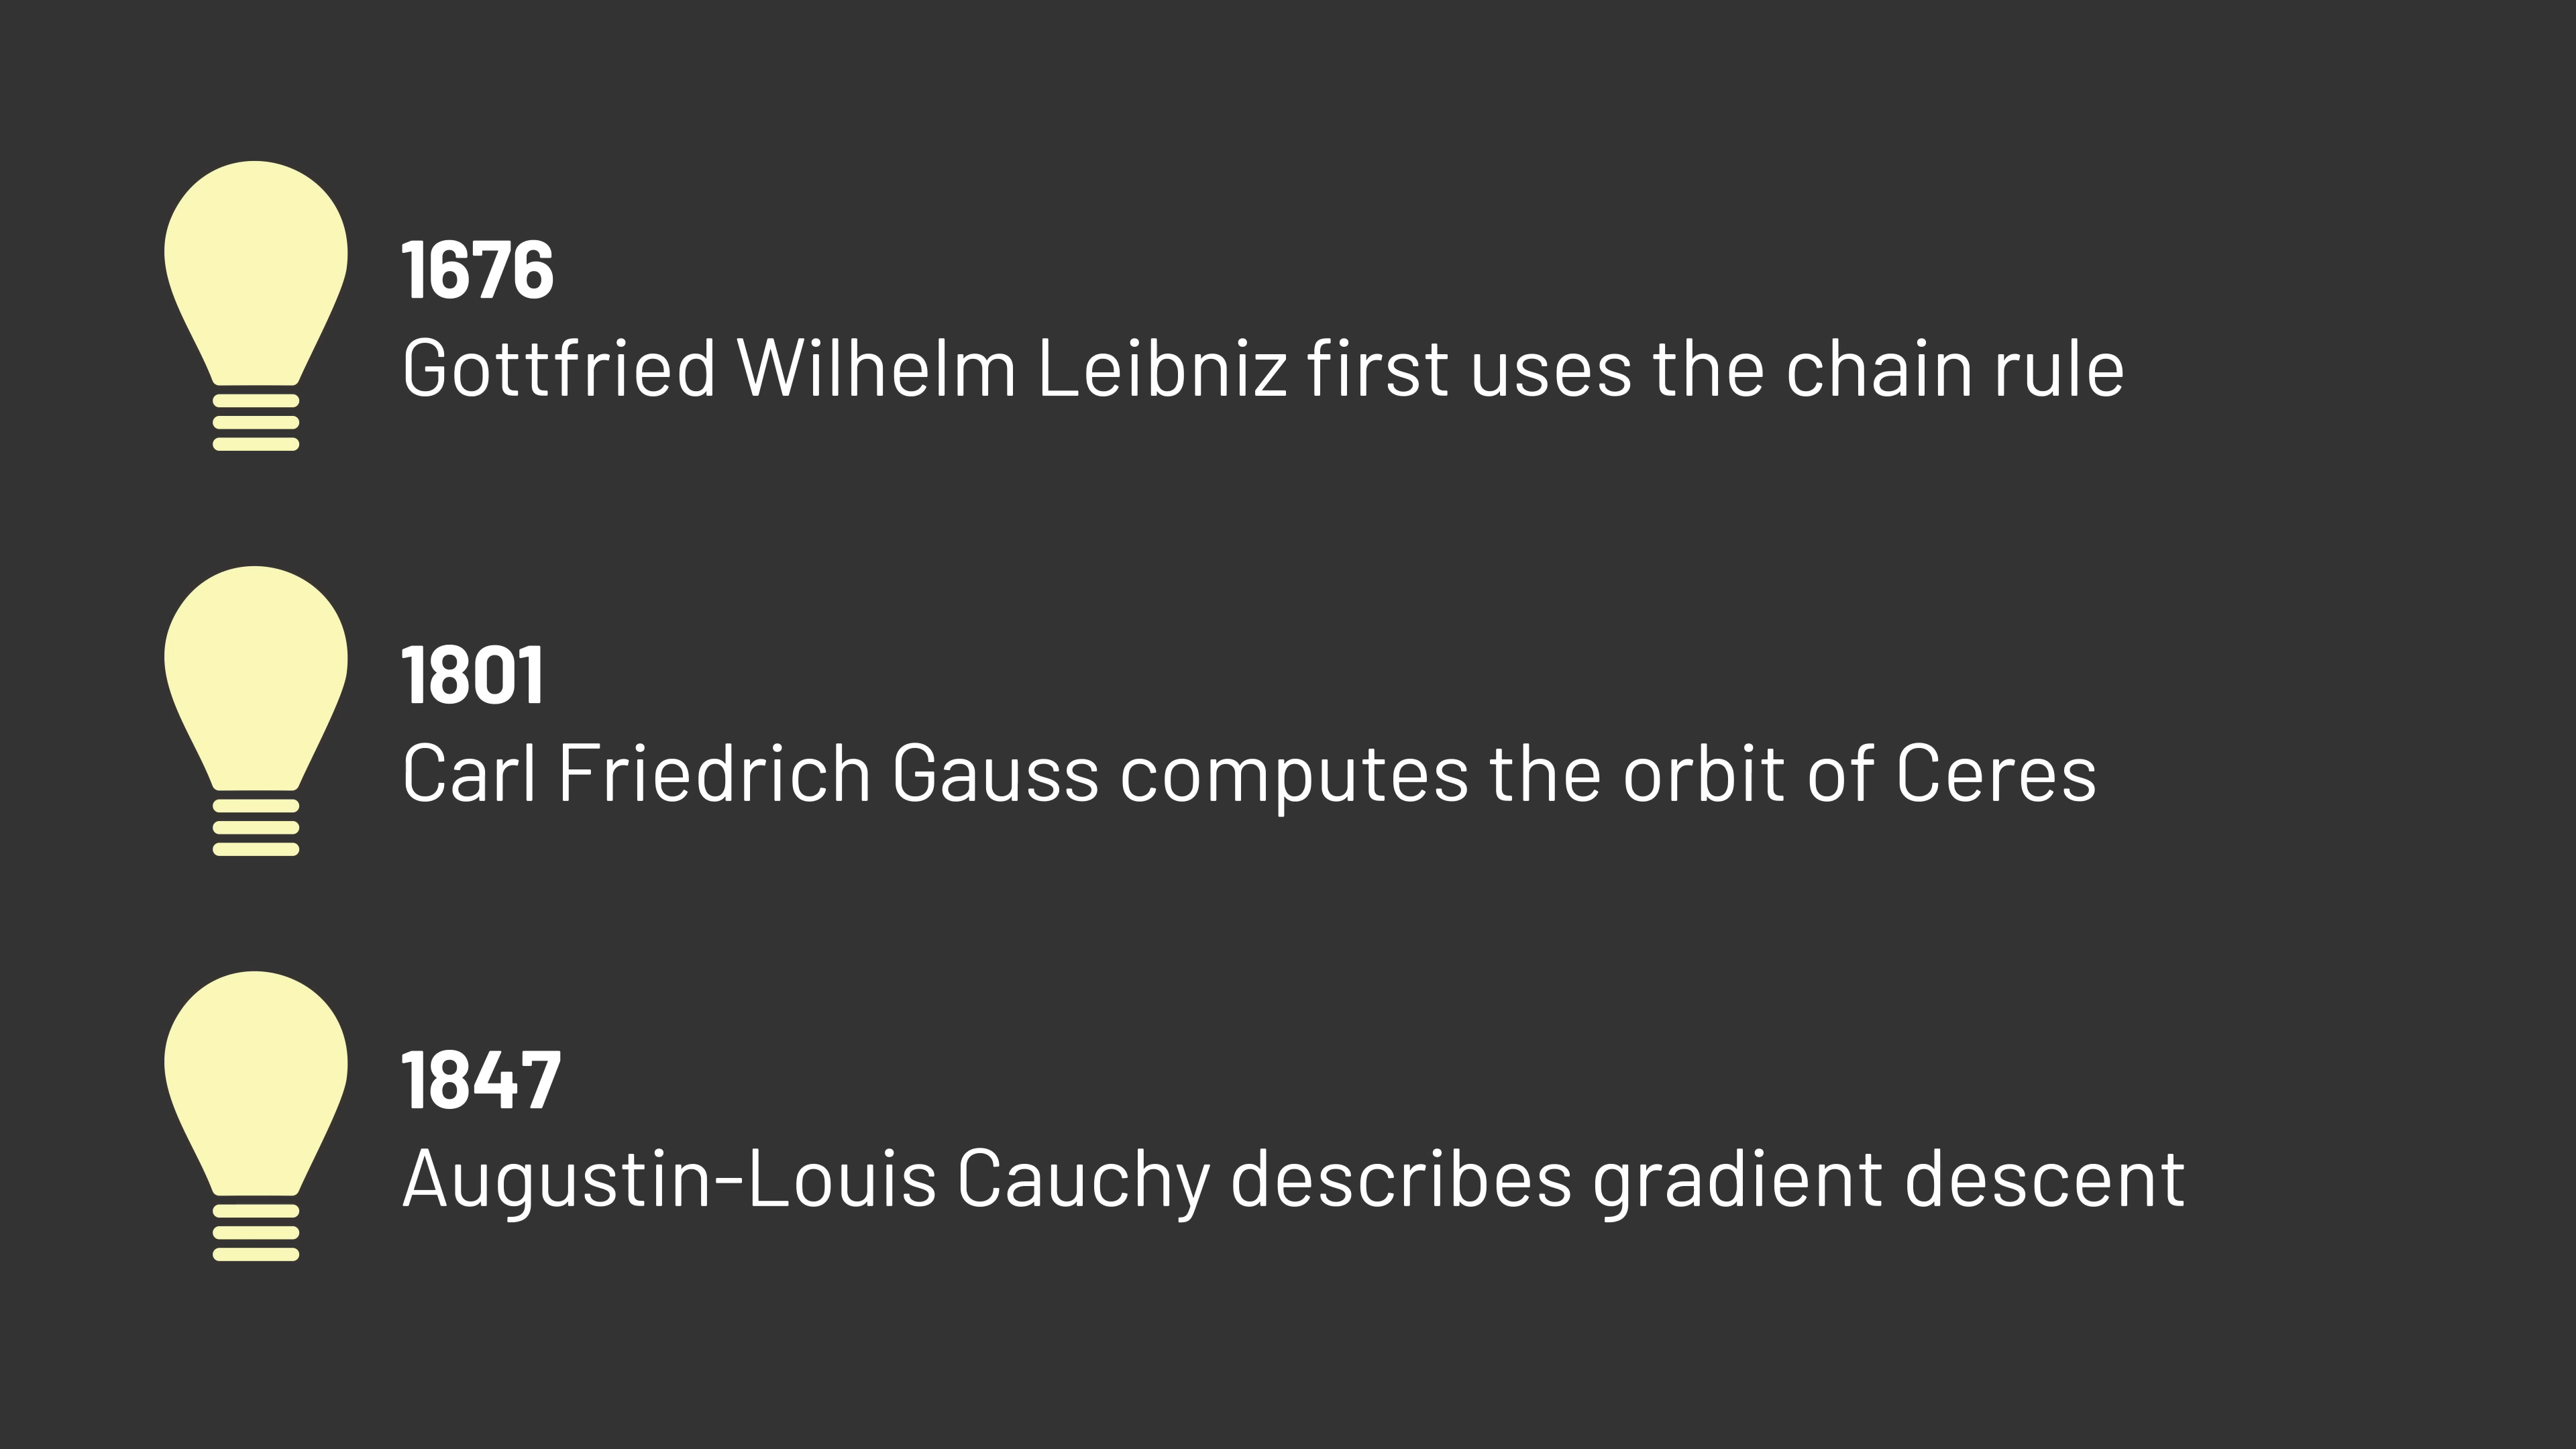 1676
Gottfried Wilhelm Leibniz first uses the chain rule
1801
Carl Friedrich Gauss computes the orbit of Ceres
1847
Augustin-Louis Cauchy describes gradient descent